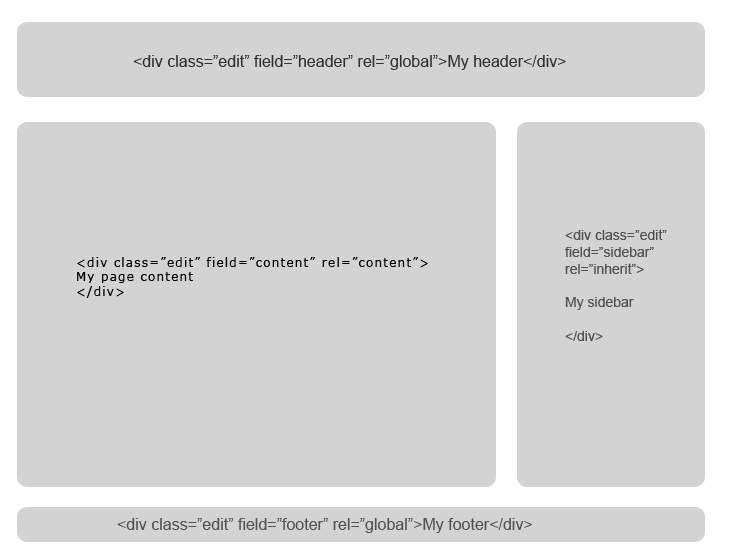 <div class=”edit” field=”header” rel=”global”>My header</div>
<div class=”edit” field=”content” rel=”content”>
My page content
</div>
<div class=”edit”
field=”sidebar”
rel=”inherit”>
My sidebar
</div>
<div class=”edit” field=”footer” rel=”global”>My footer</div>